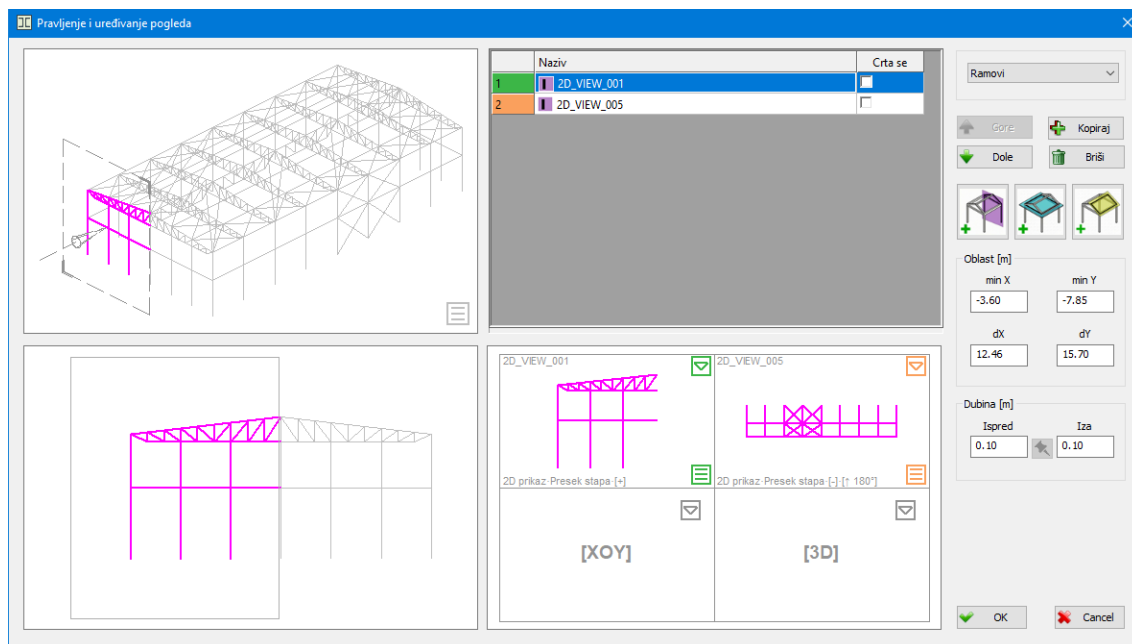 Pravljenje i uređivanje pogleda
Naziv Crta se
1 2D_VIEW_001
2 2D_VIEW_005
Ramovi
Gore Kopiraj
Dole Briši
Oblast [m]
min X min Y
-3.60 -7.85
dX dY
12.46 15.70
Dubina [m]
Ispred Iza
0.10 0.10
2D_VIEW_001 2D_VIEW_005
2D prikaz·Presek stapa·[+] 2D prikaz·Presek stapa·[-]·[↑ 180°]
[XOY] [3D]
OK Cancel